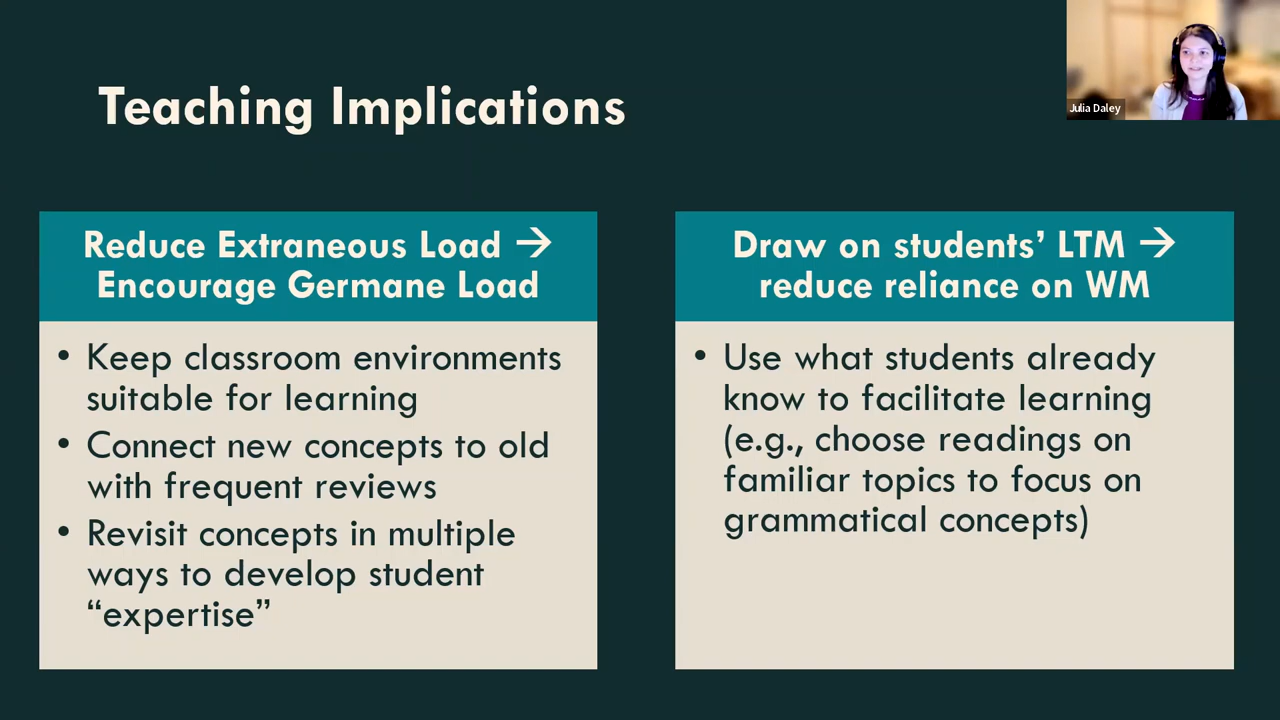 Julia Daley
Teaching Implications
Reduce Extraneous Load →
Encourage Germane Load
• Keep classroom environments
suitable for learning
• Connect new concepts to old
with frequent reviews
• Revisit concepts in multiple
ways to develop student
“expertise”
Draw on students’ LTM →
reduce reliance on WM
• Use what students already
know to facilitate learning
(e.g., choose readings on
familiar topics to focus on
grammatical concepts)